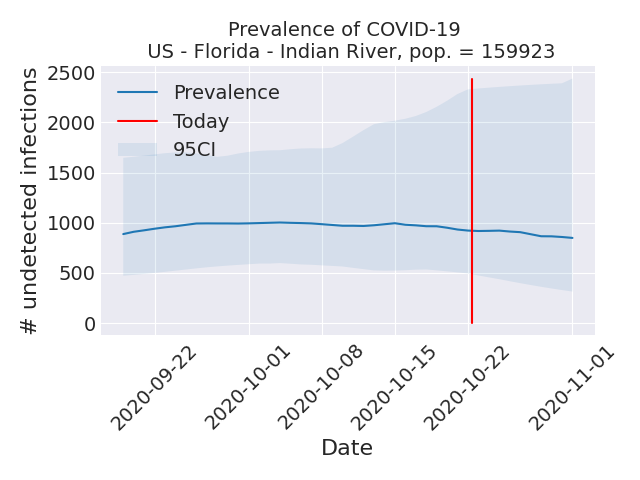 Prevalence of COVID-19
US - Florida - Indian River, pop. = 159923
# undetected infections
2500
2000
1500
1000
500
0
Prevalence
Today
95CI
2020-09-22
2020-10-01
2020-10-08
2020-10-15
2020-10-22
2020-11-01
Date